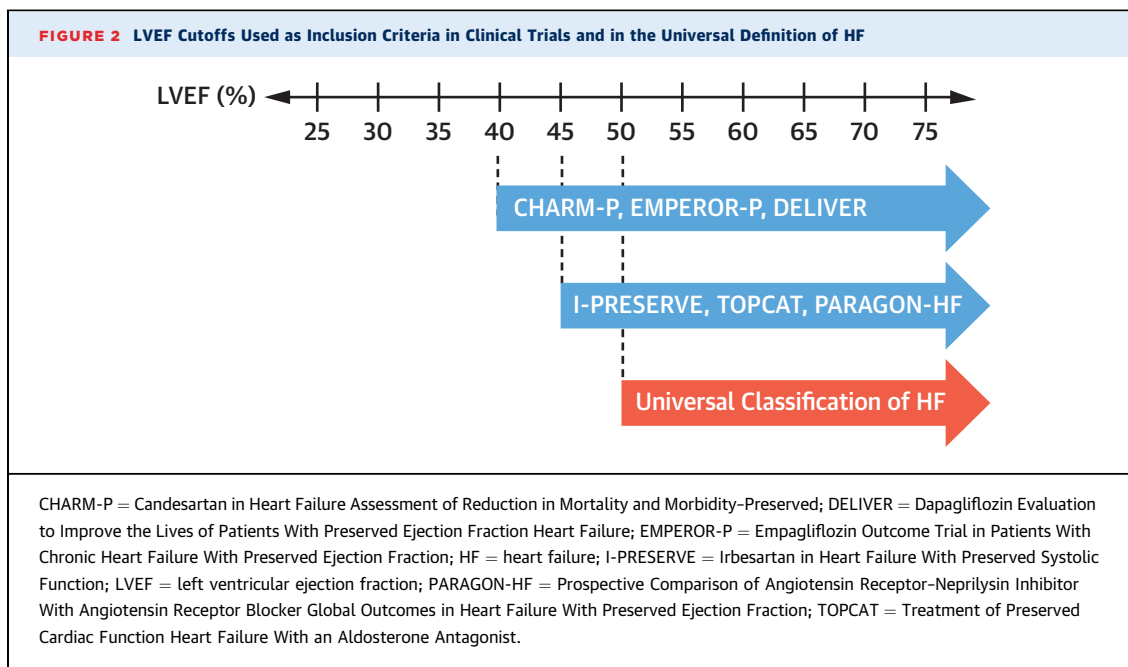 FIGURE 2 LVEF Cutoffs Used as Inclusion Criteria in Clinical Trials and in the Universal Definition of HF
LVEF (%)
25 30 35 40 45 50 55 60 65 70 75
CHARM-P, EMPEROR-P, DELIVER
I-PRESERVE, TOPCAT, PARAGON-HF
Universal Classification of HF
CHARM-P = Candesartan in Heart Failure Assessment of Reduction in Mortality and Morbidity-Preserved; DELIVER = Dapagliflozin Evaluation
to Improve the Lives of Patients With Preserved Ejection Fraction Heart Failure; EMPEROR-P = Empagliflozin Outcome Trial in Patients With
Chronic Heart Failure With Preserved Ejection Fraction; HF = heart failure; I-PRESERVE = Irbesartan in Heart Failure With Preserved Systolic
Function; LVEF = left ventricular ejection fraction; PARAGON-HF = Prospective Comparison of Angiotensin Receptor-Neprilysin Inhibitor
With Angiotensin Receptor Blocker Global Outcomes in Heart Failure With Preserved Ejection Fraction; TOPCAT = Treatment of Preserved
Cardiac Function Heart Failure With an Aldosterone Antagonist.